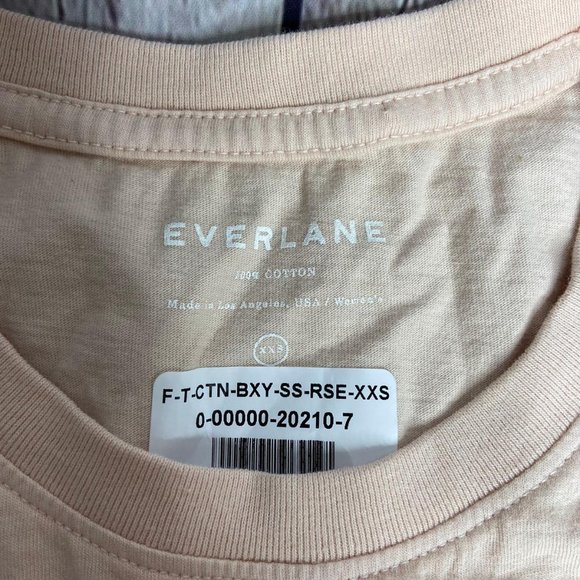 EVERLANE
100% COTTON
Made in Los Angeles, USA / Women's
XXS
F-T-CTN-BXY-SS-RSE-XXS
0-00000-20210-7